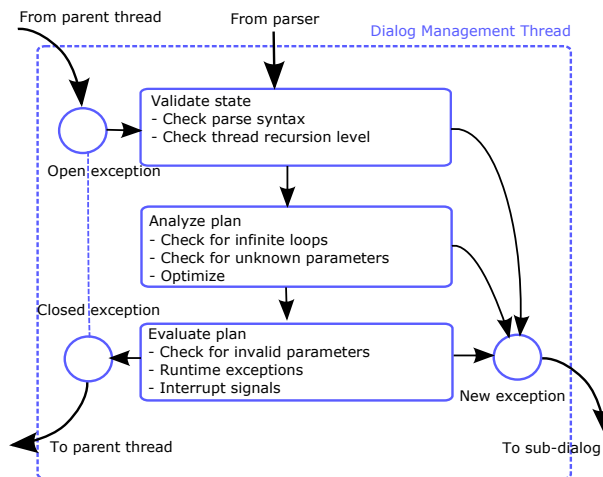 From parent thread
From parser
Dialog Management Thread
Validate state
- Check parse syntax
- Check thread recursion level
Open exception
Analyze plan
- Check for infinite loops
- Check for unknown parameters
- Optimize
Closed exception
Evaluate plan
- Check for invalid parameters
- Runtime exceptions
- Interrupt signals
New exception
To parent thread
To sub-dialog